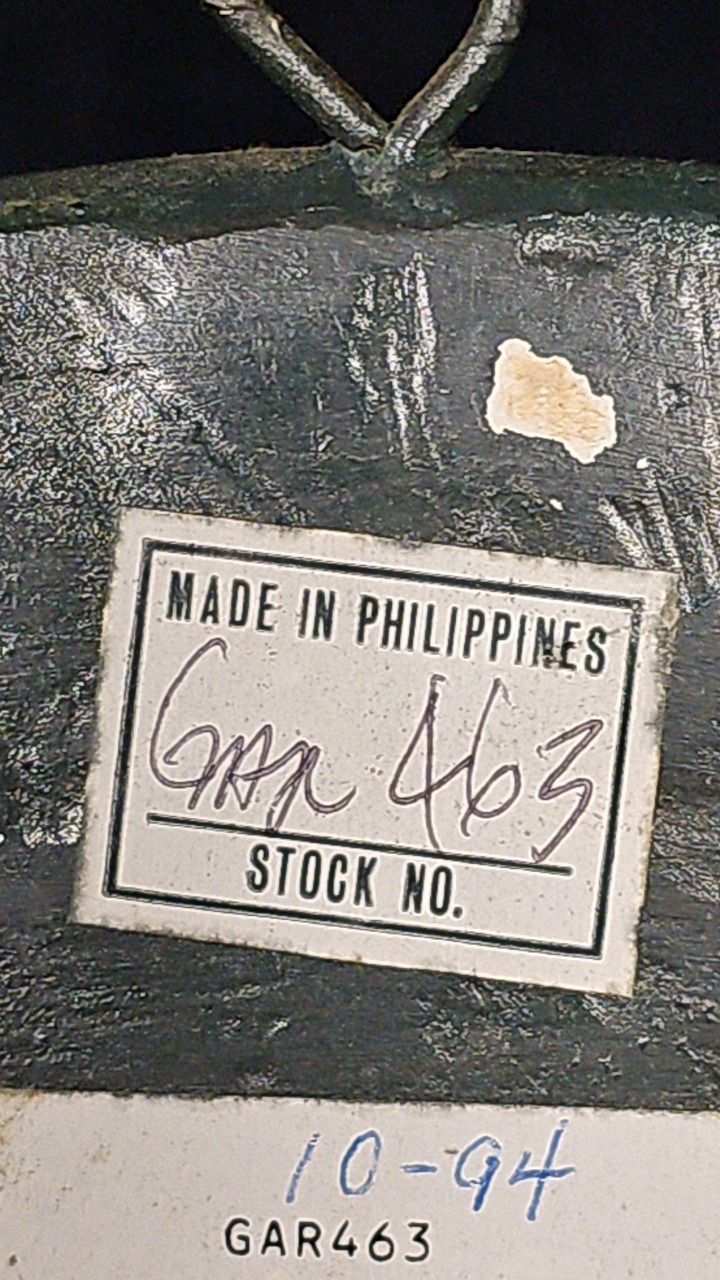 MADE IN PHILIPPINES
GAR 463
STOCK NO.
10-94
GAR463